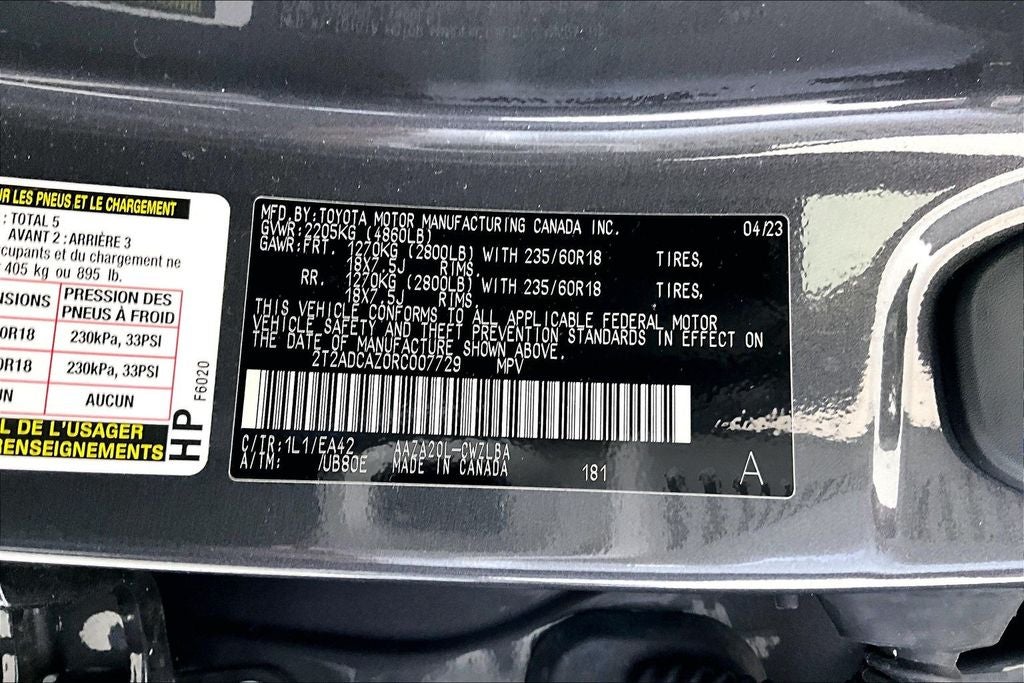 UR LES PNEUS ET LE CHARGEMENT
: TOTAL 5
AVANT 2 : ARRIÈRE 3
ccupants et du chargement ne
405 kg ou 895 lb.
ENSIONS PRESSION DES
PNEUS À FROID
0R18 230kPa, 33PSI
0R18 230kPa, 33PSI
UN AUCUN
L DE L'USAGER
RENSEIGNEMENTS
HP F6020
MFD.BY:TOYOTA MOTOR MANUFACTURING CANADA INC. 04/23
GVWR:2205KG (4860LB)
GAWR:FRT. 1270KG (2800LB) WITH 235/60R18 TIRES,
18X7.5J RIMS,
RR. 1270KG (2800LB) WITH 235/60R18 TIRES,
18X7.5J RIMS,
THIS VEHICLE CONFORMS TO ALL APPLICABLE FEDERAL MOTOR
VEHICLE SAFETY AND THEFT PREVENTION STANDARDS IN EFFECT ON
THE DATE OF MANUFACTURE SHOWN ABOVE.
2T2ADCAZ0RC007729 MPV
C/TR:1L1/EA42 AAZA20L-CWZLBA
A/TM: /UB80E MADE IN CANADA 181 A